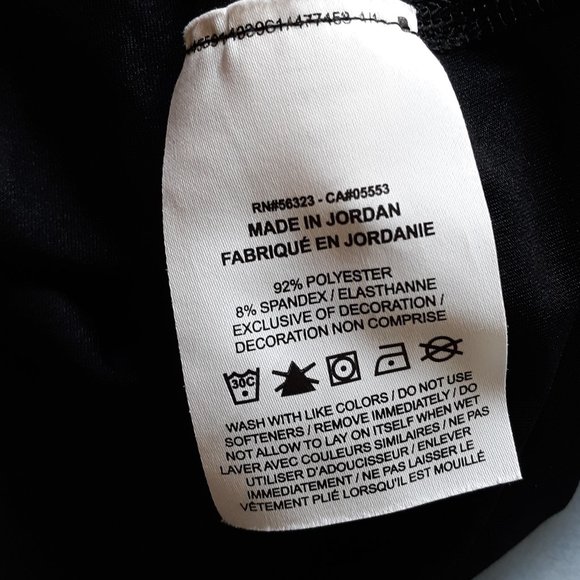 RN#56323 - CA#05553
MADE IN JORDAN
FABRIQUÉ EN JORDANIE
92% POLYESTER
8% SPANDEX / ELASTHANNE
EXCLUSIVE OF DECORATION /
DECORATION NON COMPRISE
30C
WASH WITH LIKE COLORS / DO NOT USE
SOFTENERS / REMOVE IMMEDIATELY / DO
NOT ALLOW TO LAY ON ITSELF WHEN WET
LAVER AVEC COULEURS SIMILAIRES / NE PAS
UTILISER D'ADOUCISSEUR / ENLEVER
IMMÉDIATEMENT / NE PAS LAISSER LE
VÊTEMENT PLIÉ LORSQU'IL EST MOUILLÉ